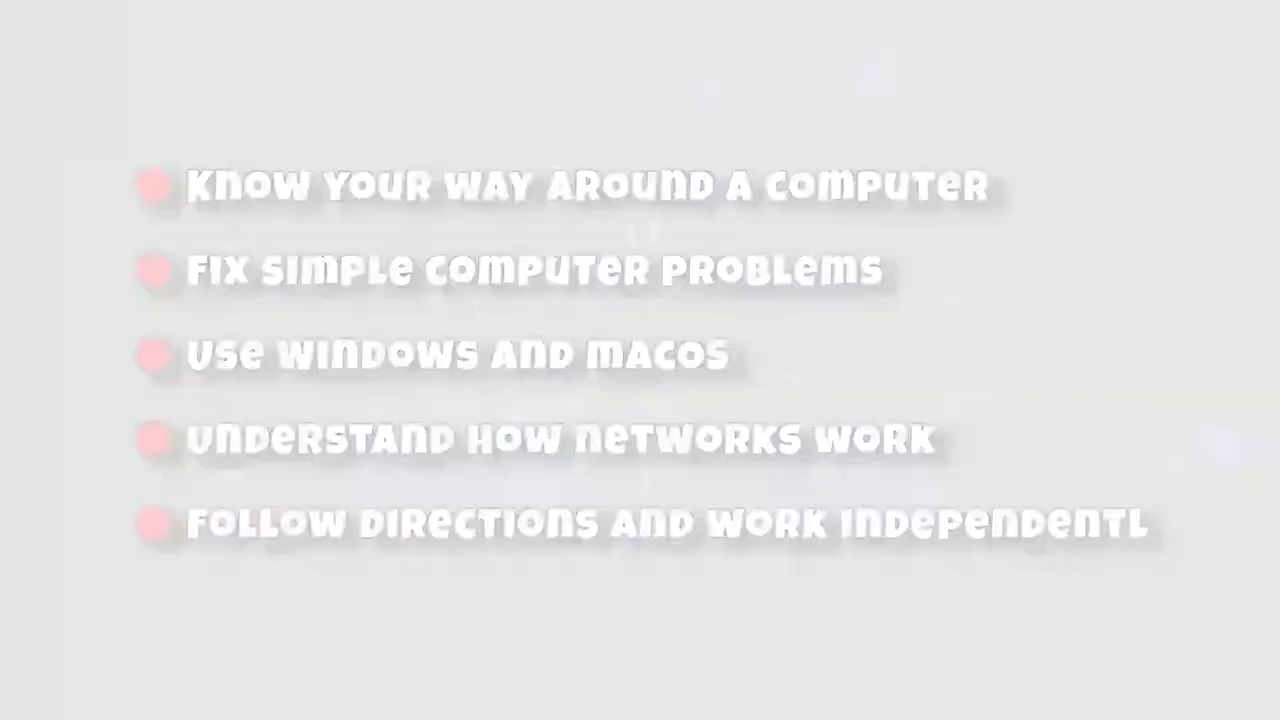 Know your way around a computer
Fix simple computer problems
Use Windows and macOS
Understand how networks work
Follow directions and work independentl